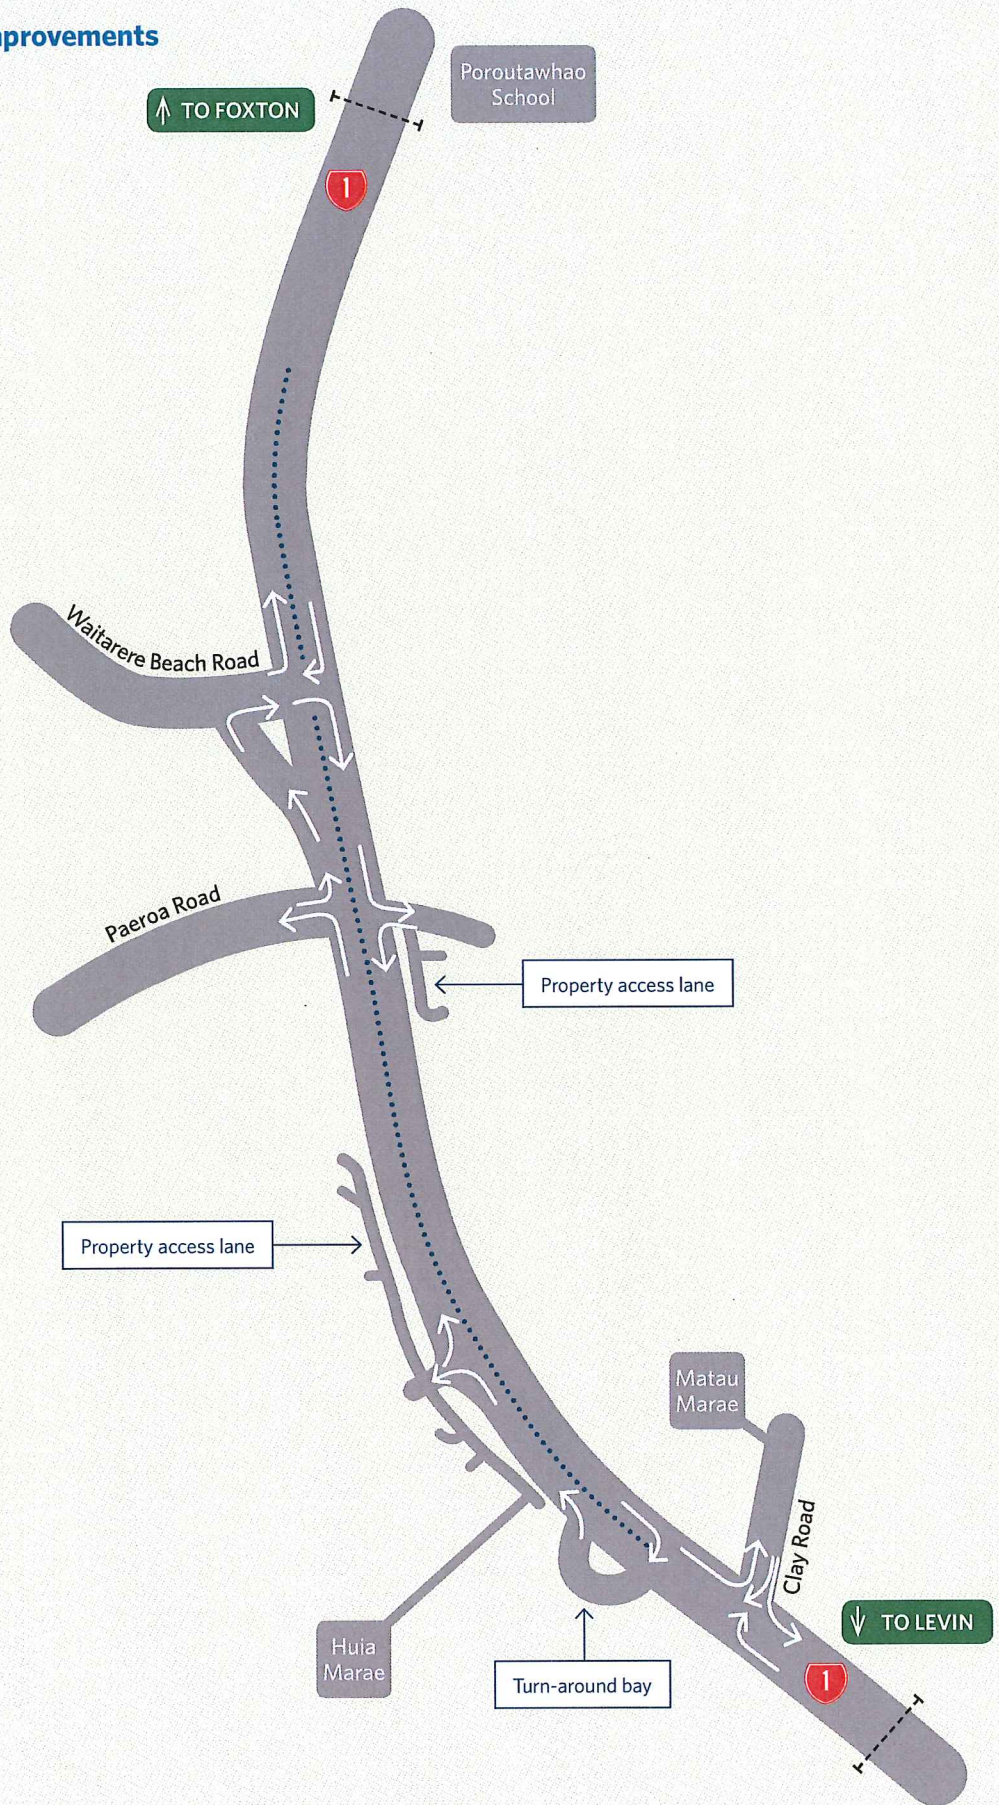 TO FOXTON
Poroutawhao
School
1
Waitarere Beach Road
Paeroa Road
Property access lane
Property access lane
Matau
Marae
Clay Road
TO LEVIN
Huia
Marae
1
Turn-around bay